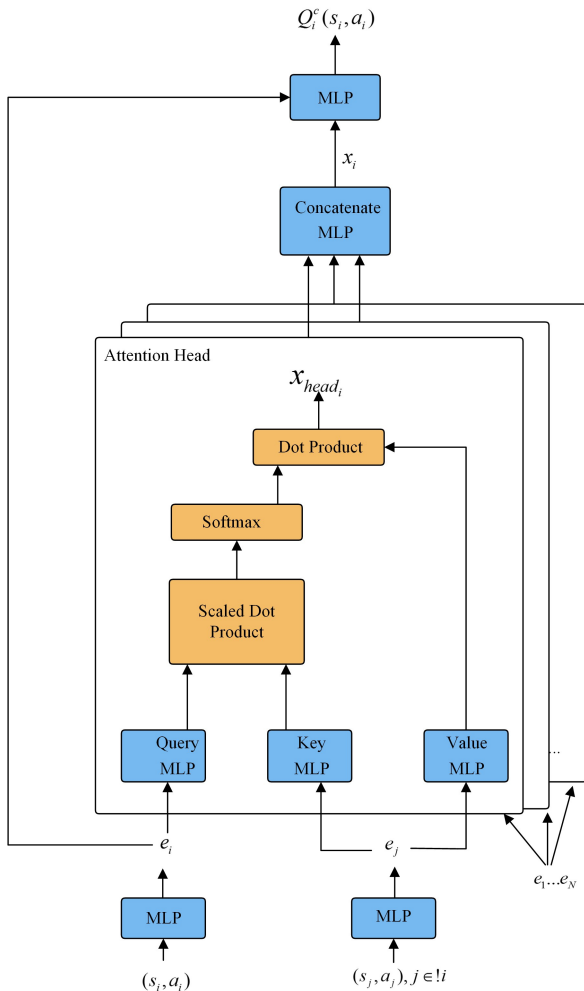 Q_i^c(s_i,a_i)
MLP
x_i
Concatenate
MLP
Attention Head
x_{head_i}
Dot Product
Softmax
Scaled Dot
Product
Query
MLP
Key
MLP
Value
MLP
...
e_i
e_j
e_1...e_N
MLP
MLP
(s_i,a_i)
(s_j,a_j), j∈!i